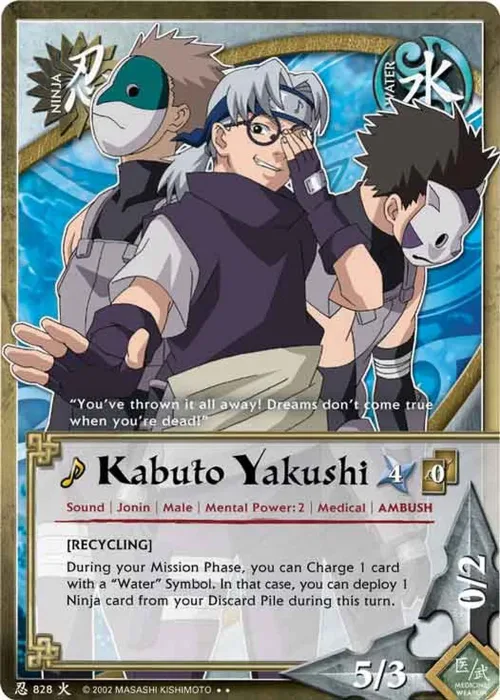 NINJA
忍
WATER
水
"You've thrown it all away! Dreams don't come true
when you're dead!"
Kabuto Yakushi 4 0
Sound | Jonin | Male | Mental Power: 2 | Medical | AMBUSH
[RECYCLING]
During your Mission Phase, you can Charge 1 card
with a "Water" Symbol. In that case, you can deploy 1
Ninja card from your Discard Pile during this turn.
0/2
5/3
医/武
MEDICINE
WEAPON
忍 828 火 © 2002 MASASHI KISHIMOTO ★★